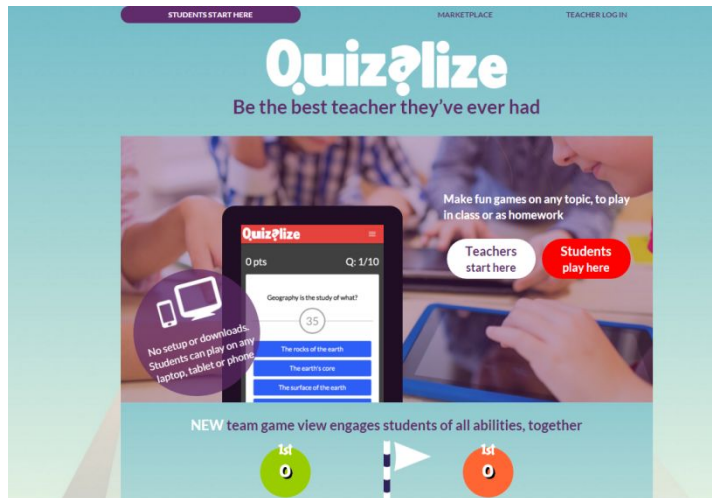 STUDENTS START HERE
MARKETPLACE
TEACHER LOG IN
Quizalize
Be the best teacher they've ever had
Make fun games on any topic, to play
in class or as homework
Teachers
start here
Students
play here
Quizalize
0 pts
Q: 1/10
Geography is the study of what?
35
The rocks of the earth
The earth's core
The surface of the earth
No setup or downloads.
Students can play on any
laptop, tablet or phone
NEW team game view engages students of all abilities, together
1st
0
1st
0